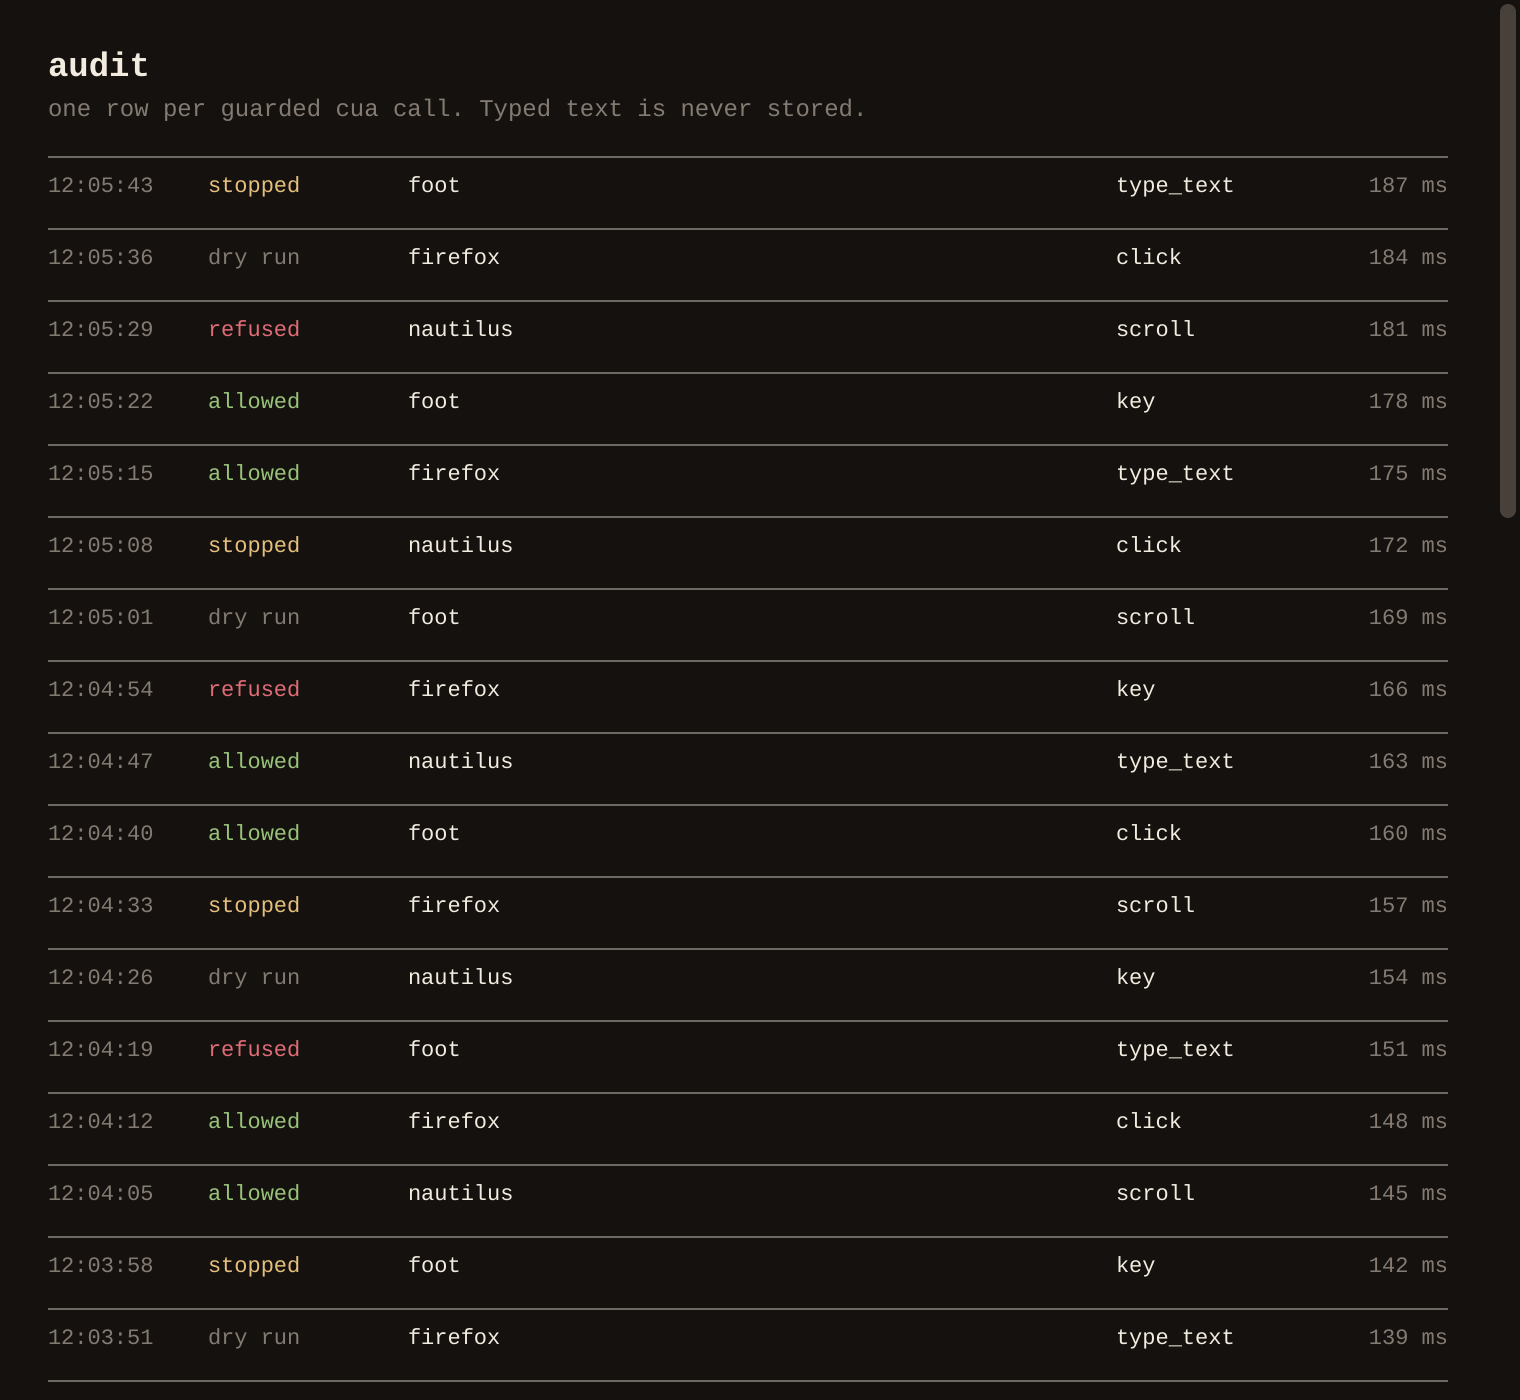 audit
one row per guarded cua call. Typed text is never stored.
12:05:43 stopped foot type_text 187 ms
12:05:36 dry run firefox click 184 ms
12:05:29 refused nautilus scroll 181 ms
12:05:22 allowed foot key 178 ms
12:05:15 allowed firefox type_text 175 ms
12:05:08 stopped nautilus click 172 ms
12:05:01 dry run foot scroll 169 ms
12:04:54 refused firefox key 166 ms
12:04:47 allowed nautilus type_text 163 ms
12:04:40 allowed foot click 160 ms
12:04:33 stopped firefox scroll 157 ms
12:04:26 dry run nautilus key 154 ms
12:04:19 refused foot type_text 151 ms
12:04:12 allowed firefox click 148 ms
12:04:05 allowed nautilus scroll 145 ms
12:03:58 stopped foot key 142 ms
12:03:51 dry run firefox type_text 139 ms